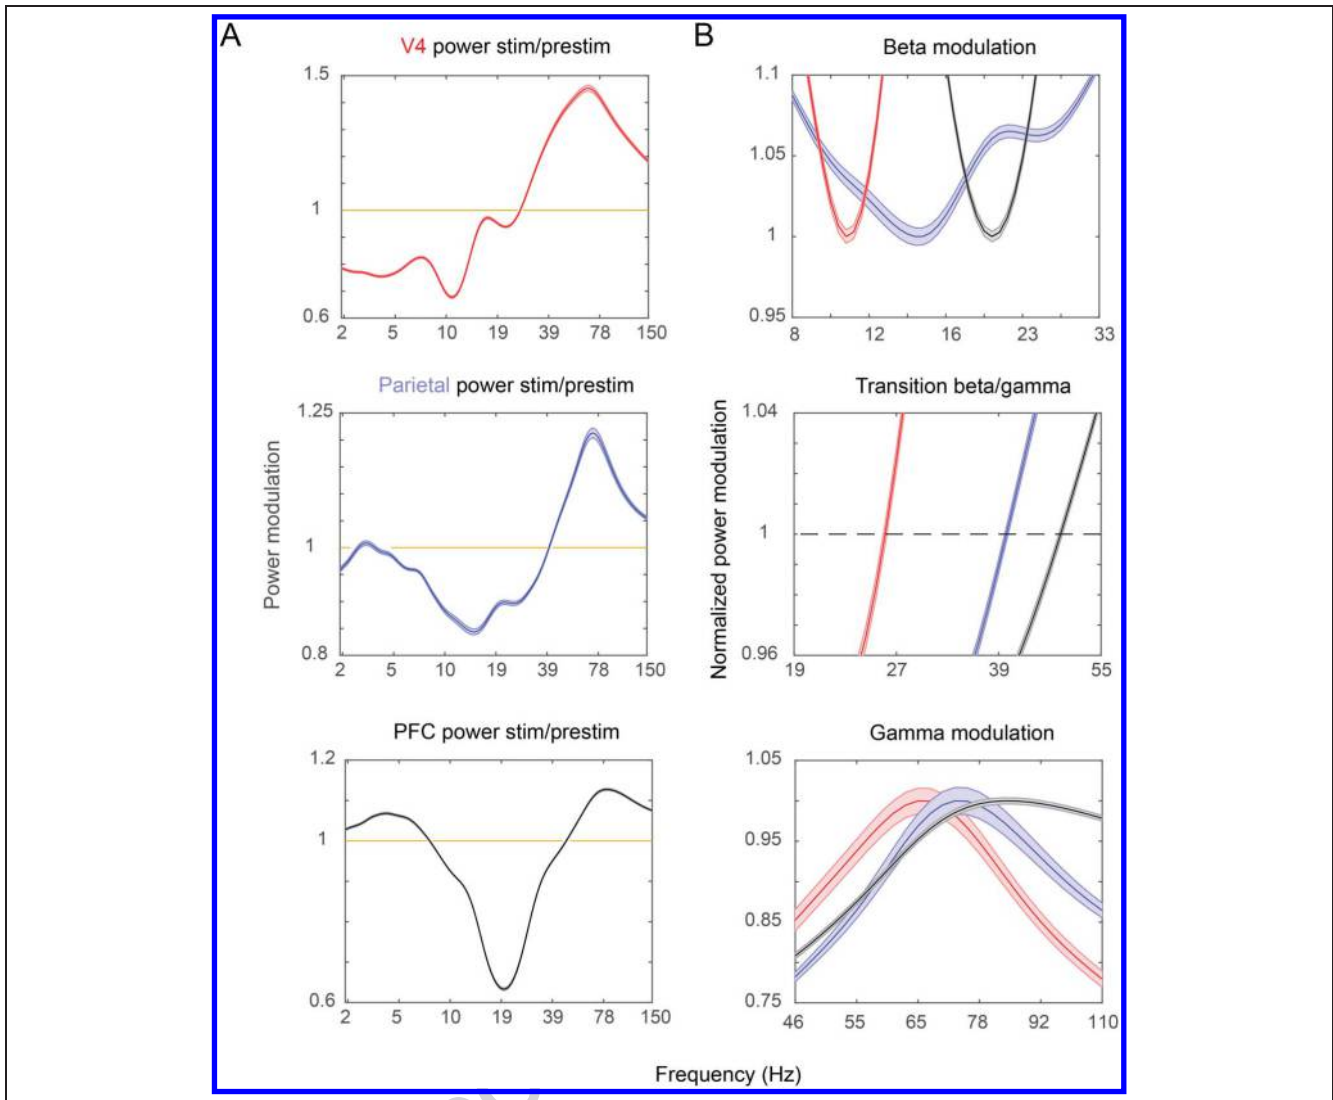 A
V4 power stim/prestim
1.5
1
0.6
2 5 10 19 39 78 150
Parietal power stim/prestim
1.25
1
0.8
2 5 10 19 39 78 150
PFC power stim/prestim
1.2
1
0.6
2 5 10 19 39 78 150
Power modulation
B
Beta modulation
1.1
1.05
1
0.95
8 12 16 23 33
Transition beta/gamma
1.04
1
0.96
19 27 39 55
Gamma modulation
1.05
0.95
0.85
0.75
46 55 65 78 92 110
Normalized power modulation
Frequency (Hz)